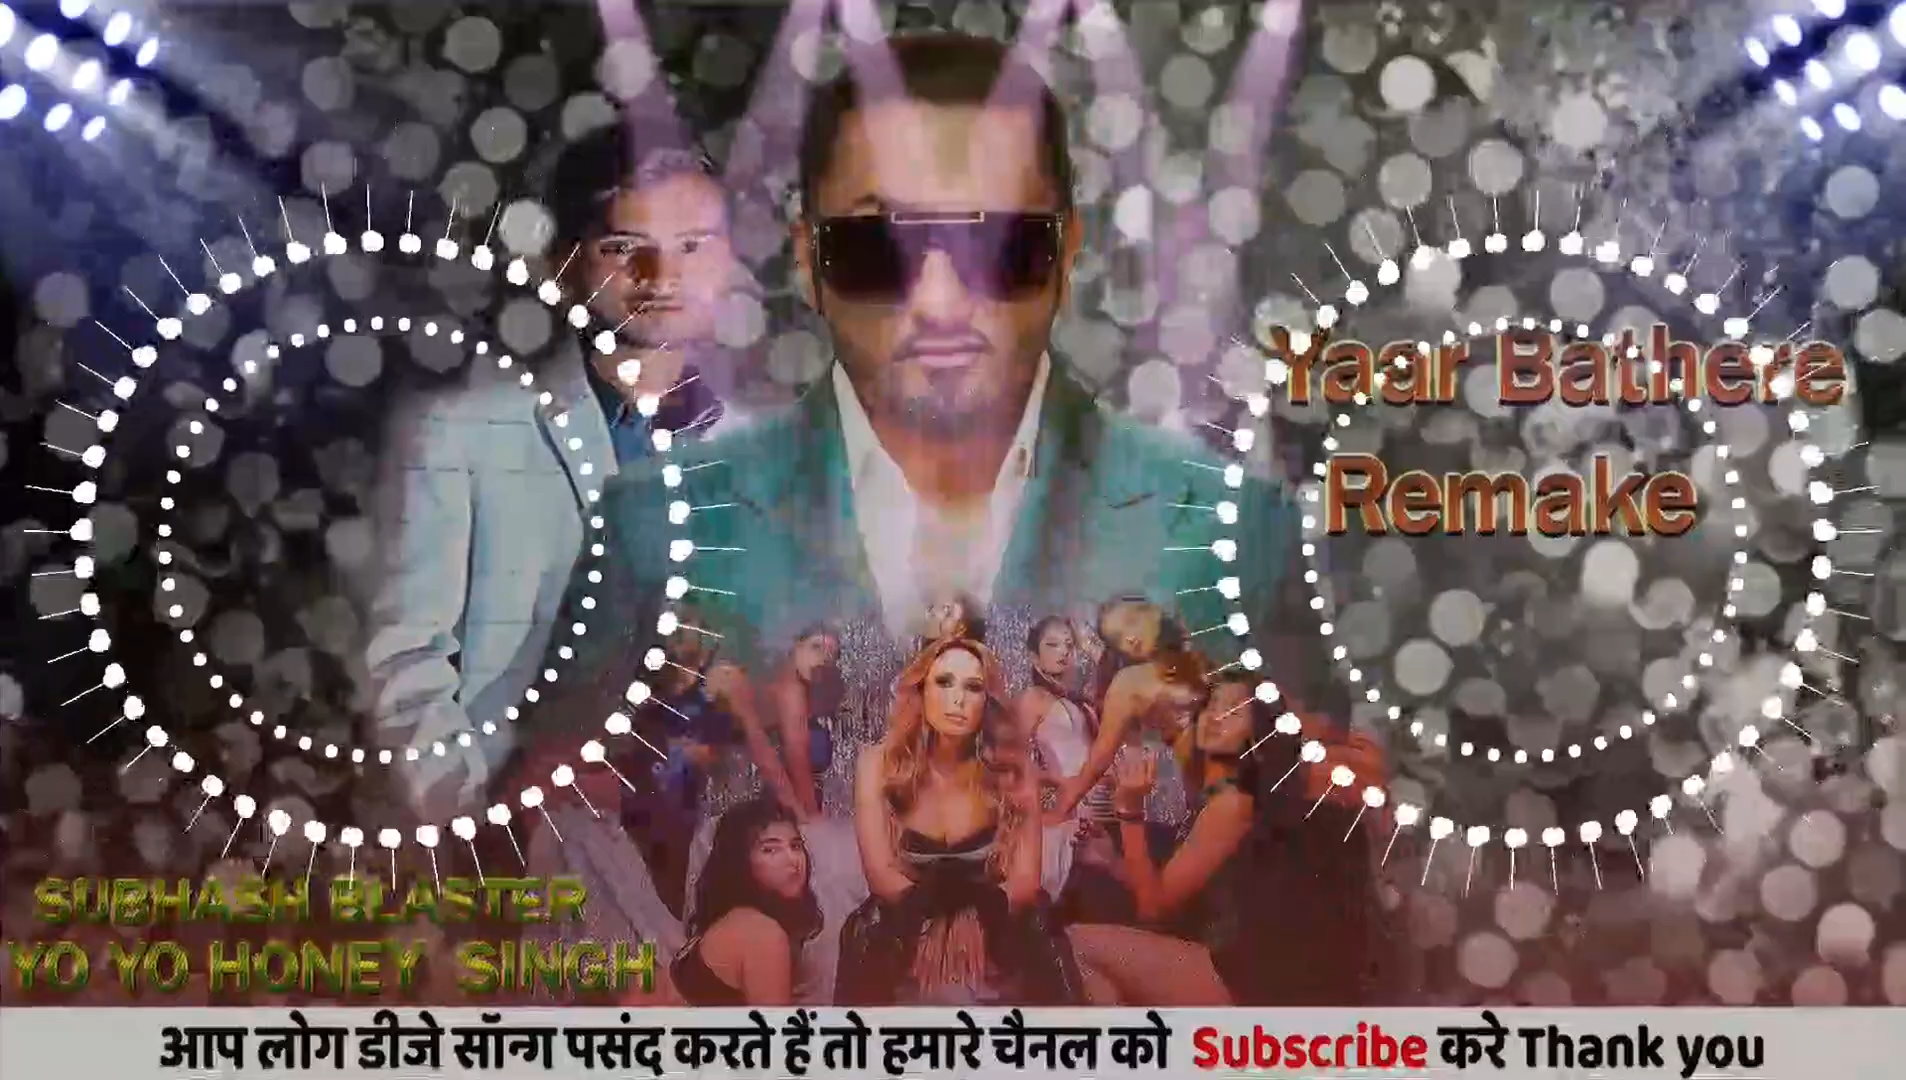 Yaar Bathere
Remake
SUBHASH BLASTER
YO YO HONEY SINGH
आप लोग डीजे सॉन्ग पसंद करते हैं तो हमारे चैनल को Subscribe करे Thank you